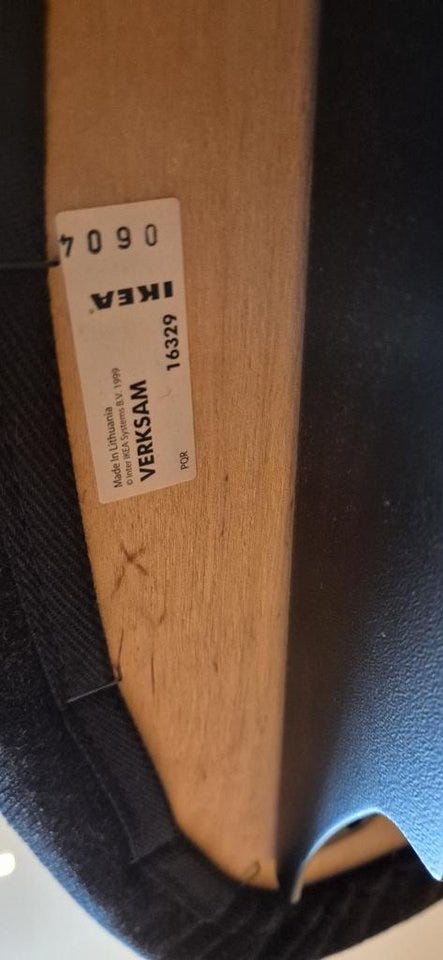 0604
IKEA
16329
Made in Lithuania
© Inter IKEA Systems B.V. 1999
VERKSAM
PQR